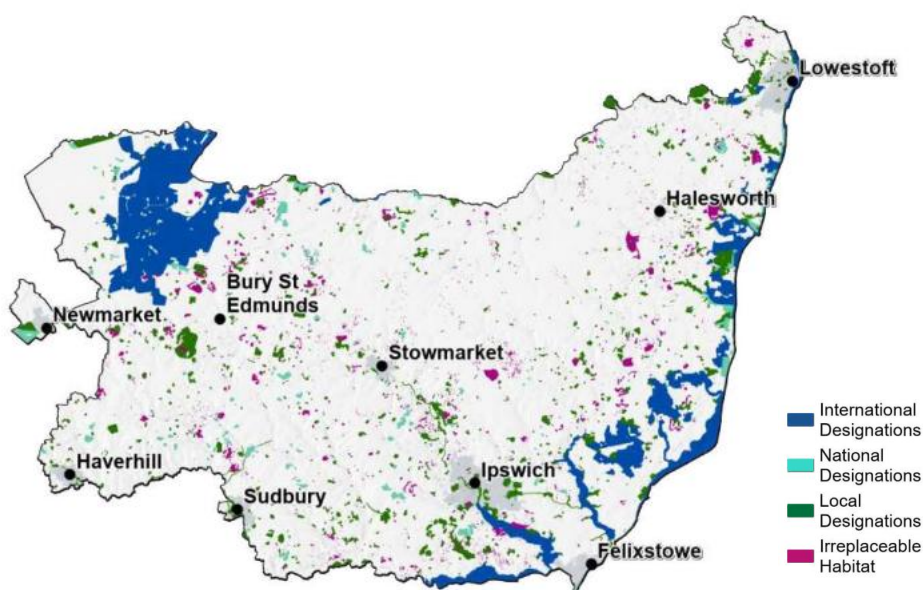 Lowestoft
Halesworth
Bury St
Edmunds
Newmarket
Stowmarket
Haverhill
Ipswich
Sudbury
Felixstowe
International
Designations
National
Designations
Local
Designations
Irreplaceable
Habitat